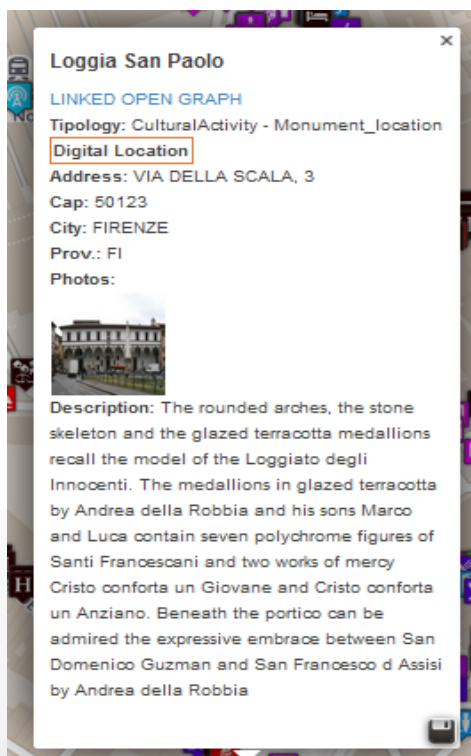 ×
Loggia San Paolo
LINKED OPEN GRAPH
Tipology: CulturalActivity - Monument_location
Digital Location
Address: VIA DELLA SCALA, 3
Cap: 50123
City: FIRENZE
Prov.: FI
Photos:
Description: The rounded arches, the stone
skeleton and the glazed terracotta medallions
recall the model of the Loggiato degli
Innocenti. The medallions in glazed terracotta
by Andrea della Robbia and his sons Marco
and Luca contain seven polychrome figures of
Santi Francescani and two works of mercy
Cristo conforta un Giovane and Cristo conforta
un Anziano. Beneath the portico can be
admired the expressive embrace between San
Domenico Guzman and San Francesco d Assisi
by Andrea della Robbia
H